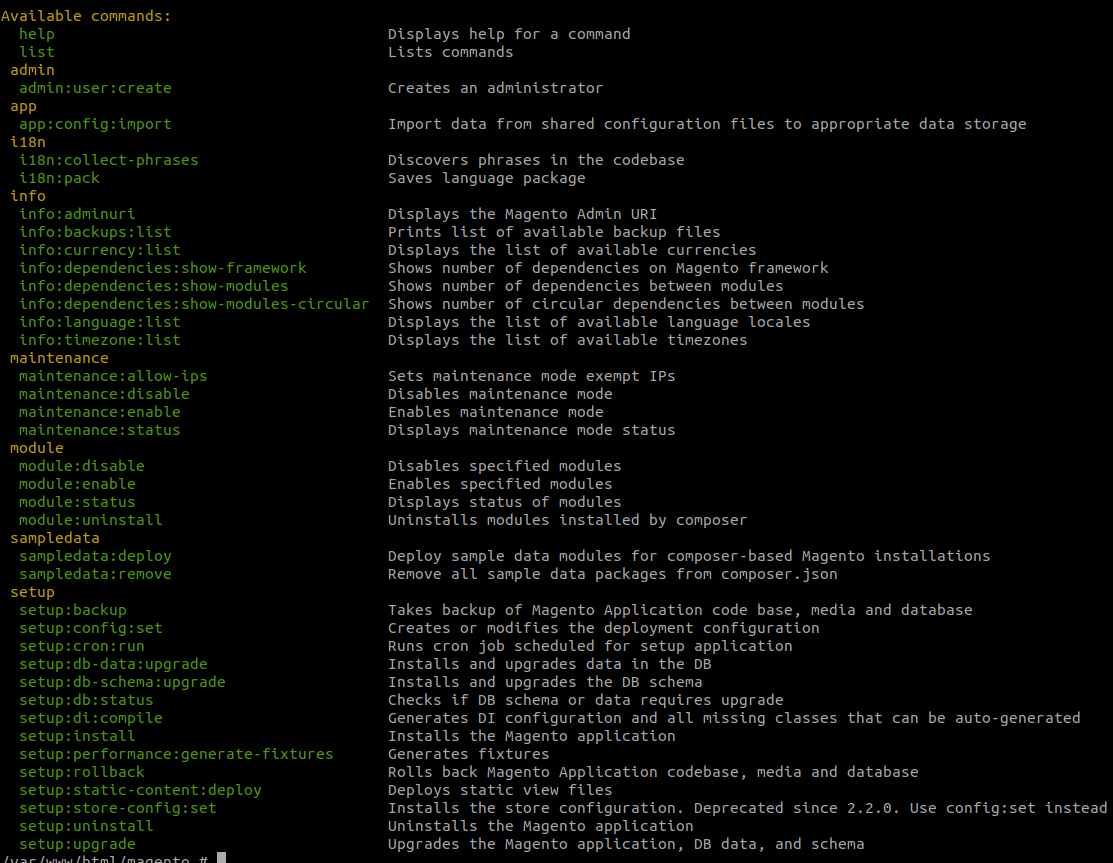 Available commands:
help Displays help for a command
list Lists commands
admin
admin:user:create Creates an administrator
app
app:config:import Import data from shared configuration files to appropriate data storage
i18n
i18n:collect-phrases Discovers phrases in the codebase
i18n:pack Saves language package
info
info:adminuri Displays the Magento Admin URI
info:backups:list Prints list of available backup files
info:currency:list Displays the list of available currencies
info:dependencies:show-framework Shows number of dependencies on Magento framework
info:dependencies:show-modules Shows number of dependencies between modules
info:dependencies:show-modules-circular Shows number of circular dependencies between modules
info:language:list Displays the list of available language locales
info:timezone:list Displays the list of available timezones
maintenance
maintenance:allow-ips Sets maintenance mode exempt IPs
maintenance:disable Disables maintenance mode
maintenance:enable Enables maintenance mode
maintenance:status Displays maintenance mode status
module
module:disable Disables specified modules
module:enable Enables specified modules
module:status Displays status of modules
module:uninstall Uninstalls modules installed by composer
sampledata
sampledata:deploy Deploy sample data modules for composer-based Magento installations
sampledata:remove Remove all sample data packages from composer.json
setup
setup:backup Takes backup of Magento Application code base, media and database
setup:config:set Creates or modifies the deployment configuration
setup:cron:run Runs cron job scheduled for setup application
setup:db-data:upgrade Installs and upgrades data in the DB
setup:db-schema:upgrade Installs and upgrades the DB schema
setup:db:status Checks if DB schema or data requires upgrade
setup:di:compile Generates DI configuration and all missing classes that can be auto-generated
setup:install Installs the Magento application
setup:performance:generate-fixtures Generates fixtures
setup:rollback Rolls back Magento Application codebase, media and database
setup:static-content:deploy Deploys static view files
setup:store-config:set Installs the store configuration. Deprecated since 2.2.0. Use config:set instead
setup:uninstall Uninstalls the Magento application
setup:upgrade Upgrades the Magento application, DB data, and schema
/var/www/html/magento #